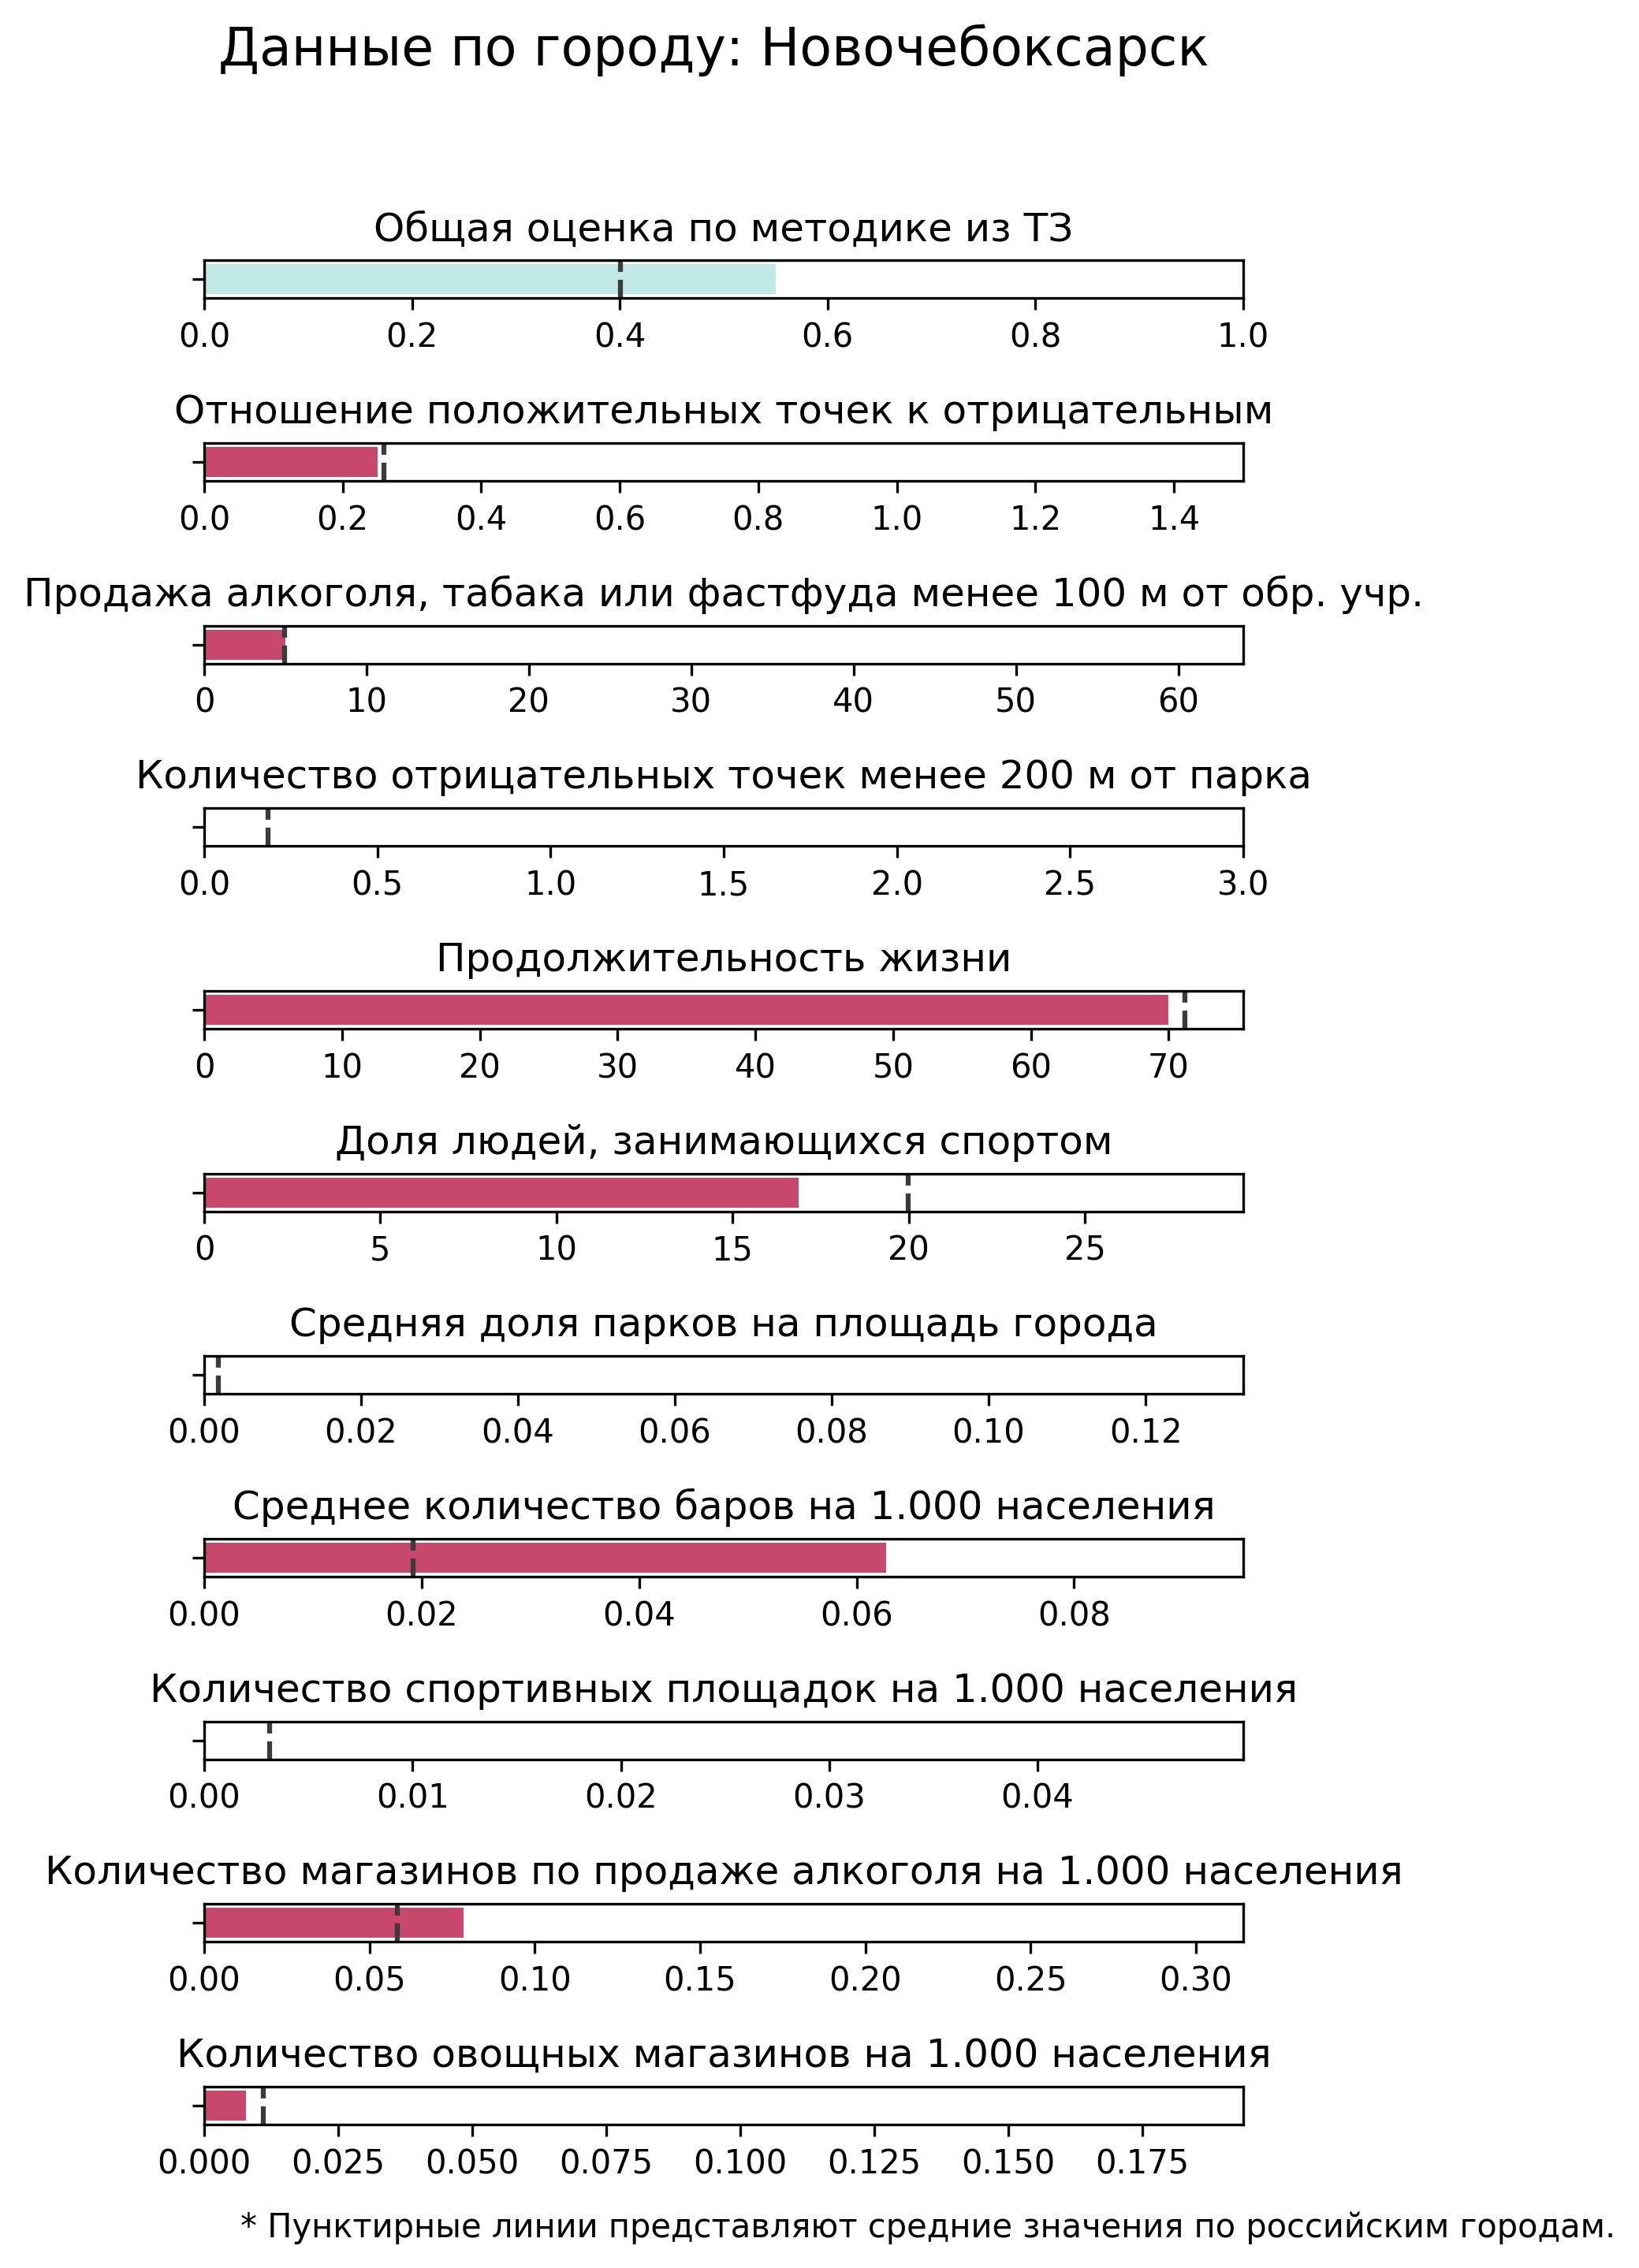 Данные по городу: Новочебоксарск
Общая оценка по методике из ТЗ
0.0 0.2 0.4 0.6 0.8 1.0
Отношение положительных точек к отрицательным
0.0 0.2 0.4 0.6 0.8 1.0 1.2 1.4
Продажа алкоголя, табака или фастфуда менее 100 м от обр. учр.
0 10 20 30 40 50 60
Количество отрицательных точек менее 200 м от парка
0.0 0.5 1.0 1.5 2.0 2.5 3.0
Продолжительность жизни
0 10 20 30 40 50 60 70
Доля людей, занимающихся спортом
0 5 10 15 20 25
Средняя доля парков на площадь города
0.00 0.02 0.04 0.06 0.08 0.10 0.12
Среднее количество баров на 1.000 населения
0.00 0.02 0.04 0.06 0.08
Количество спортивных площадок на 1.000 населения
0.00 0.01 0.02 0.03 0.04
Количество магазинов по продаже алкоголя на 1.000 населения
0.00 0.05 0.10 0.15 0.20 0.25 0.30
Количество овощных магазинов на 1.000 населения
0.000 0.025 0.050 0.075 0.100 0.125 0.150 0.175
* Пунктирные линии представляют средние значения по российским городам.